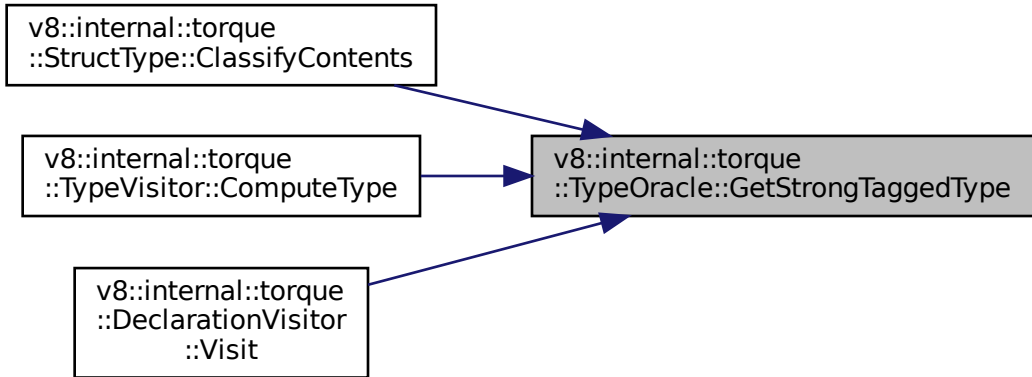 v8::internal::torque
::StructType::ClassifyContents
v8::internal::torque
::TypeVisitor::ComputeType
v8::internal::torque
::TypeOracle::GetStrongTaggedType
v8::internal::torque
::DeclarationVisitor
::Visit